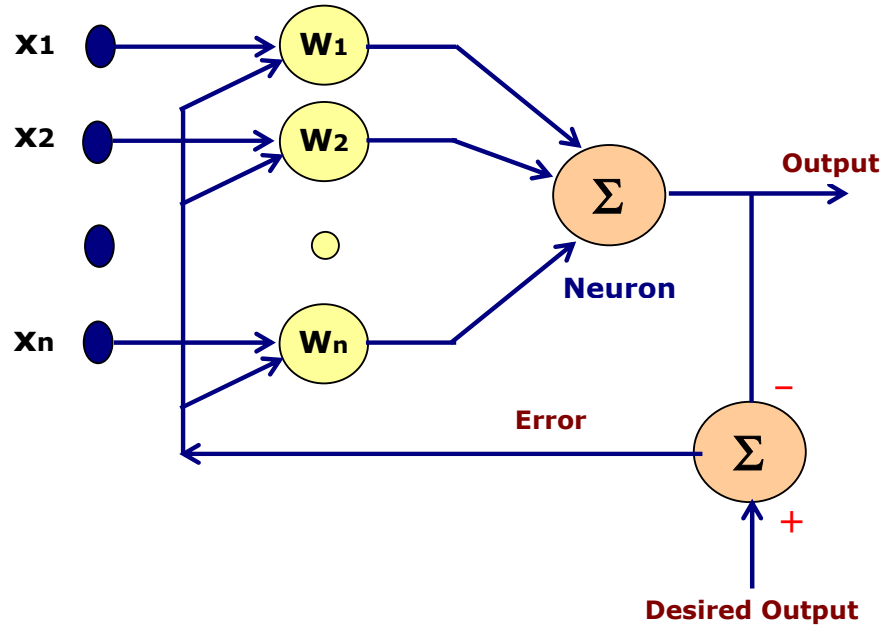 X1
W1
X2
W2
Output
Σ
Neuron
Xn
Wn
−
Error
Σ
+
Desired Output